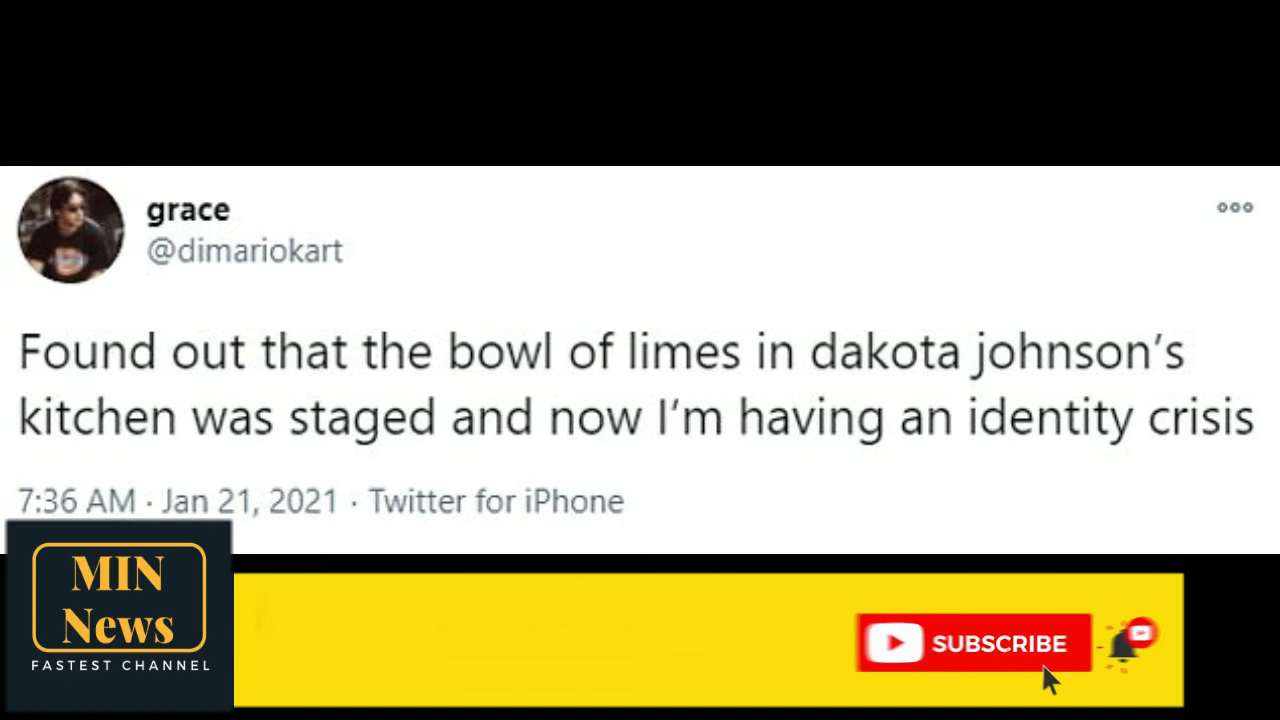 grace
@dimariokart
Found out that the bowl of limes in dakota johnson's
kitchen was staged and now I'm having an identity crisis
7:36 AM · Jan 21, 2021 · Twitter for iPhone
MIN
News
FASTEST CHANNEL
SUBSCRIBE